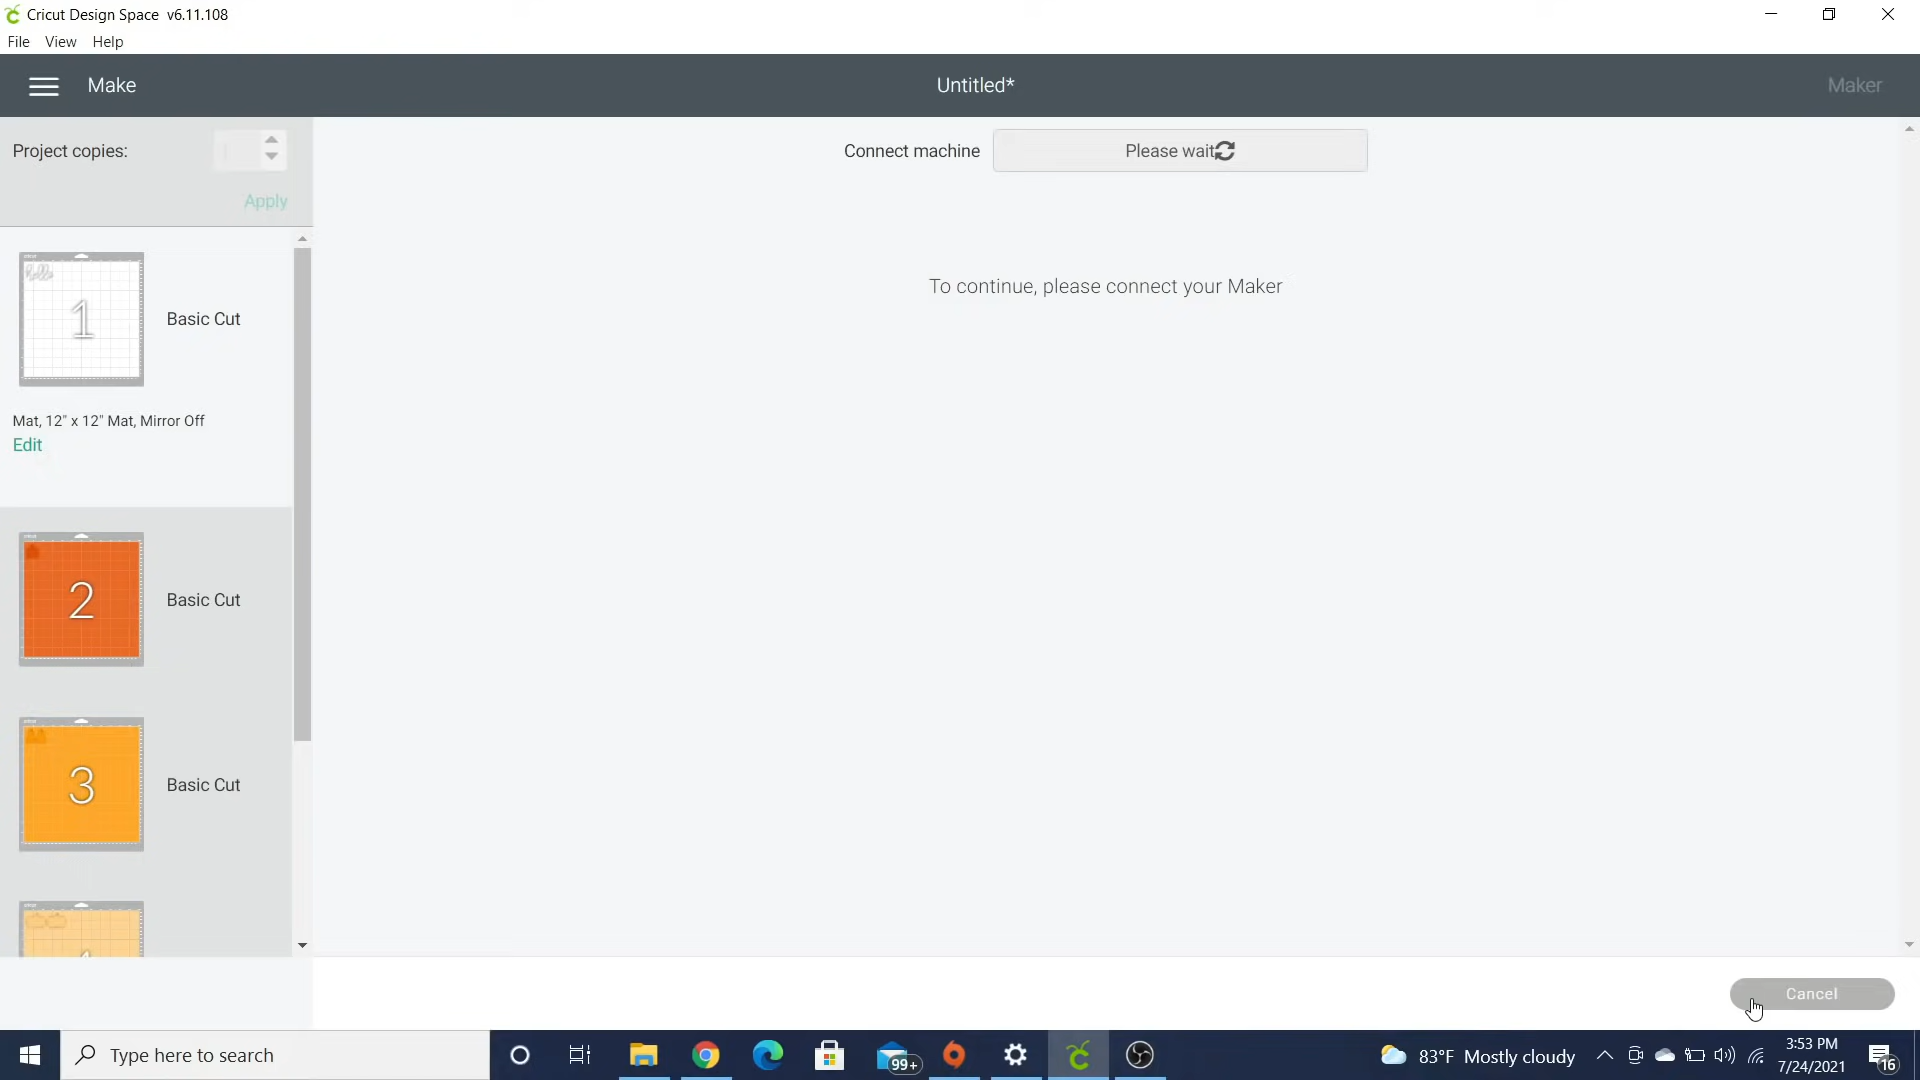 Cricut Design Space v6.11.108
File View Help
Make
Untitled*
Maker
Project copies:
Apply
Connect machine
Please wait
To continue, please connect your Maker
1
Basic Cut
Mat, 12" x 12" Mat, Mirror Off
Edit
2
Basic Cut
3
Basic Cut
Cancel
Type here to search
99+
83°F Mostly cloudy
3:53 PM
7/24/2021
16